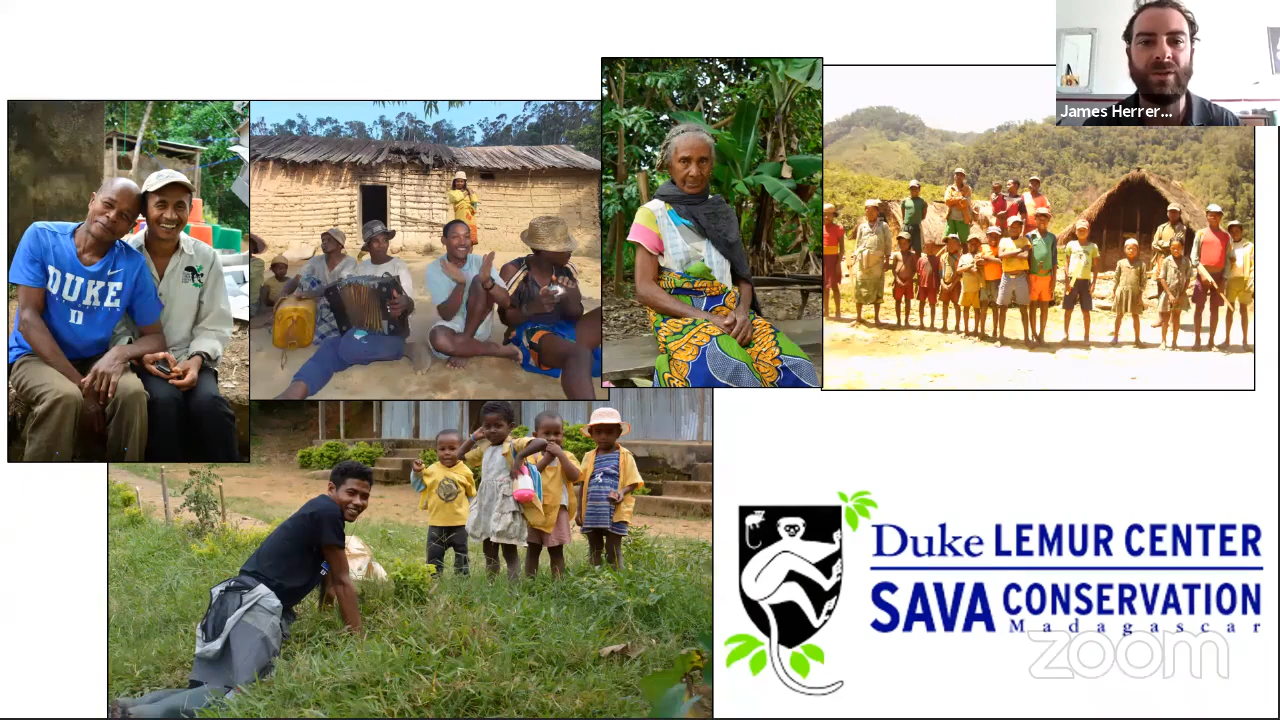 James Herrer...
DUKE
D
Duke LEMUR CENTER
SAVA CONSERVATION
Madagascar
zoom